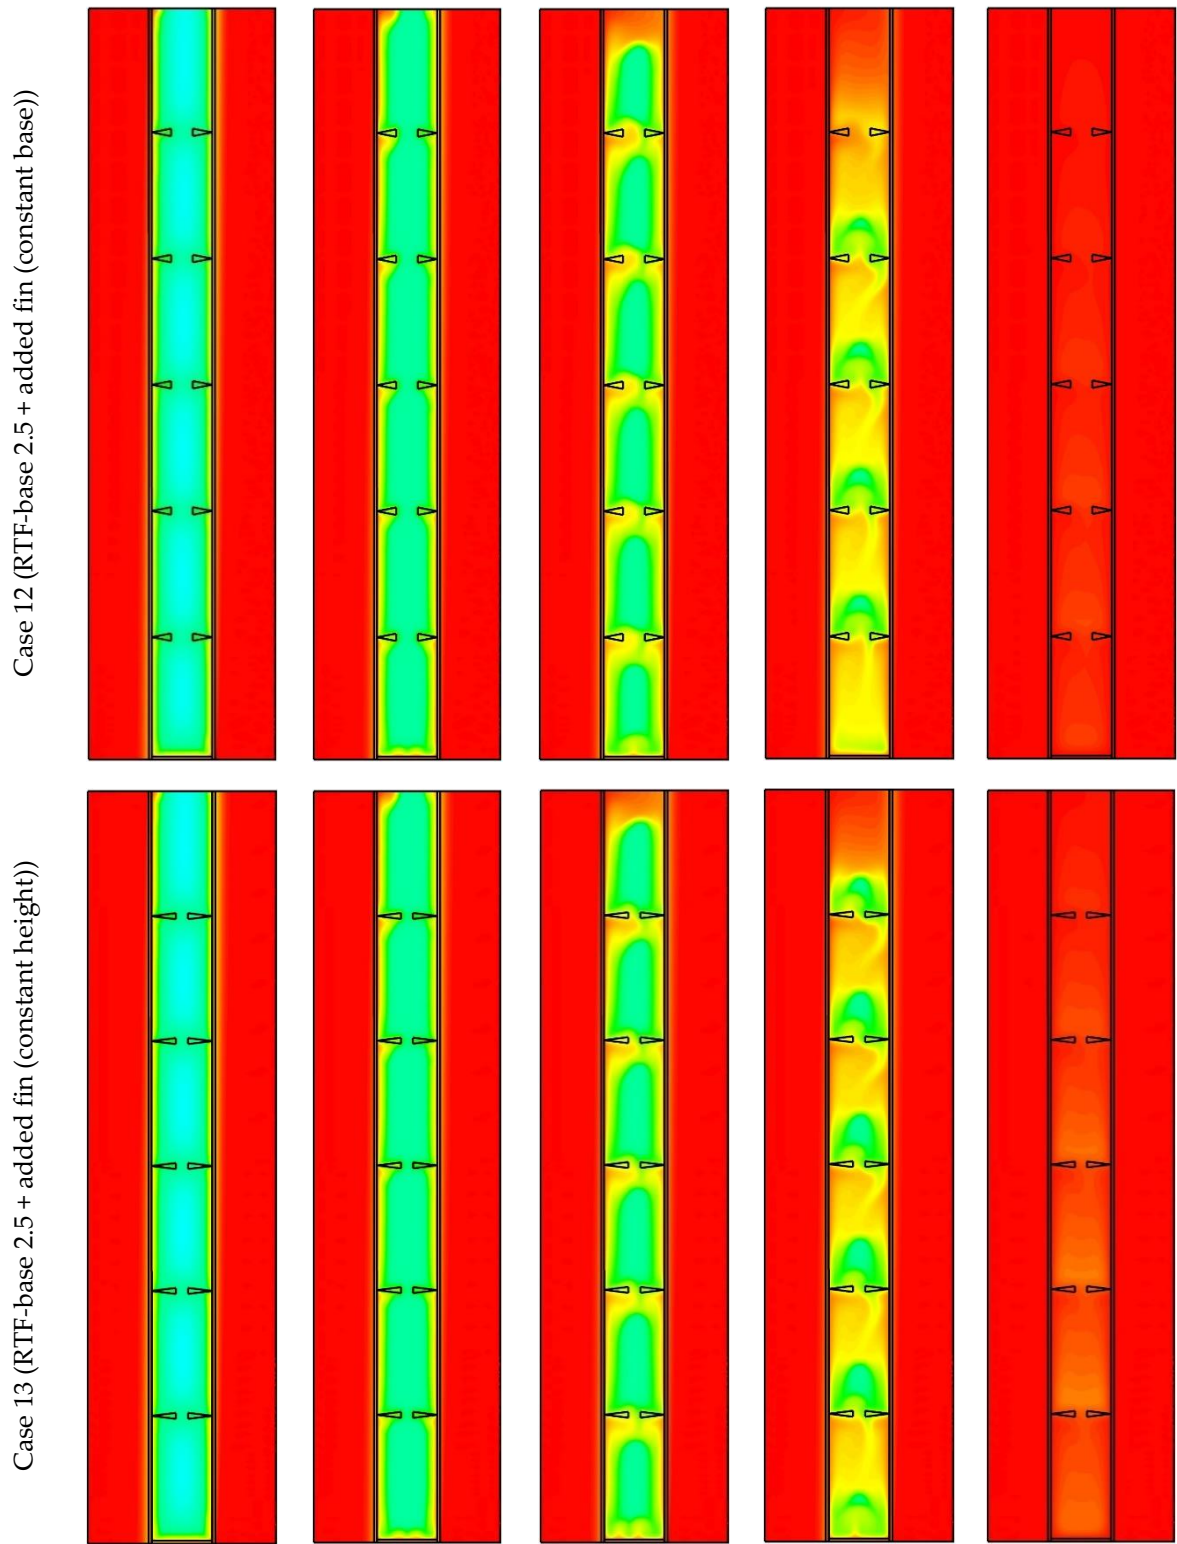 Case 12 (RTF-base 2.5 + added fin (constant base))
Case 13 (RTF-base 2.5 + added fin (constant height))